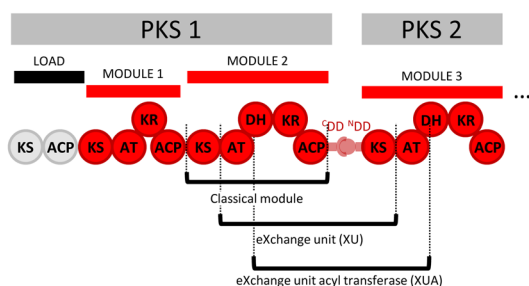 PKS 1 PKS 2
LOAD MODULE 1 MODULE 2 MODULE 3 ...
KR DH KR DH KR
KS ACP KS AT ACP KS AT ACP CDD NDD KS AT ACP
Classical module
eXchange unit (XU)
eXchange unit acyl transferase (XUA)